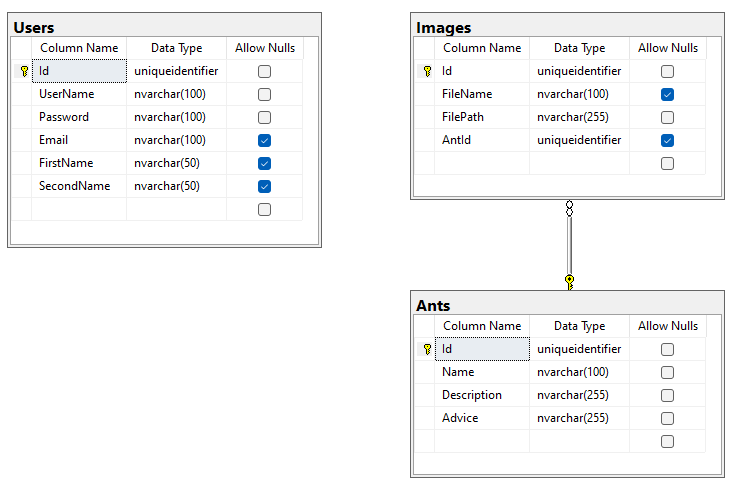 Users
Column Name Data Type Allow Nulls
Id uniqueidentifier
UserName nvarchar(100)
Password nvarchar(100)
Email nvarchar(100)
FirstName nvarchar(50)
SecondName nvarchar(50)
Images
Column Name Data Type Allow Nulls
Id uniqueidentifier
FileName nvarchar(100)
FilePath nvarchar(255)
AntId uniqueidentifier
Ants
Column Name Data Type Allow Nulls
Id uniqueidentifier
Name nvarchar(100)
Description nvarchar(255)
Advice nvarchar(255)